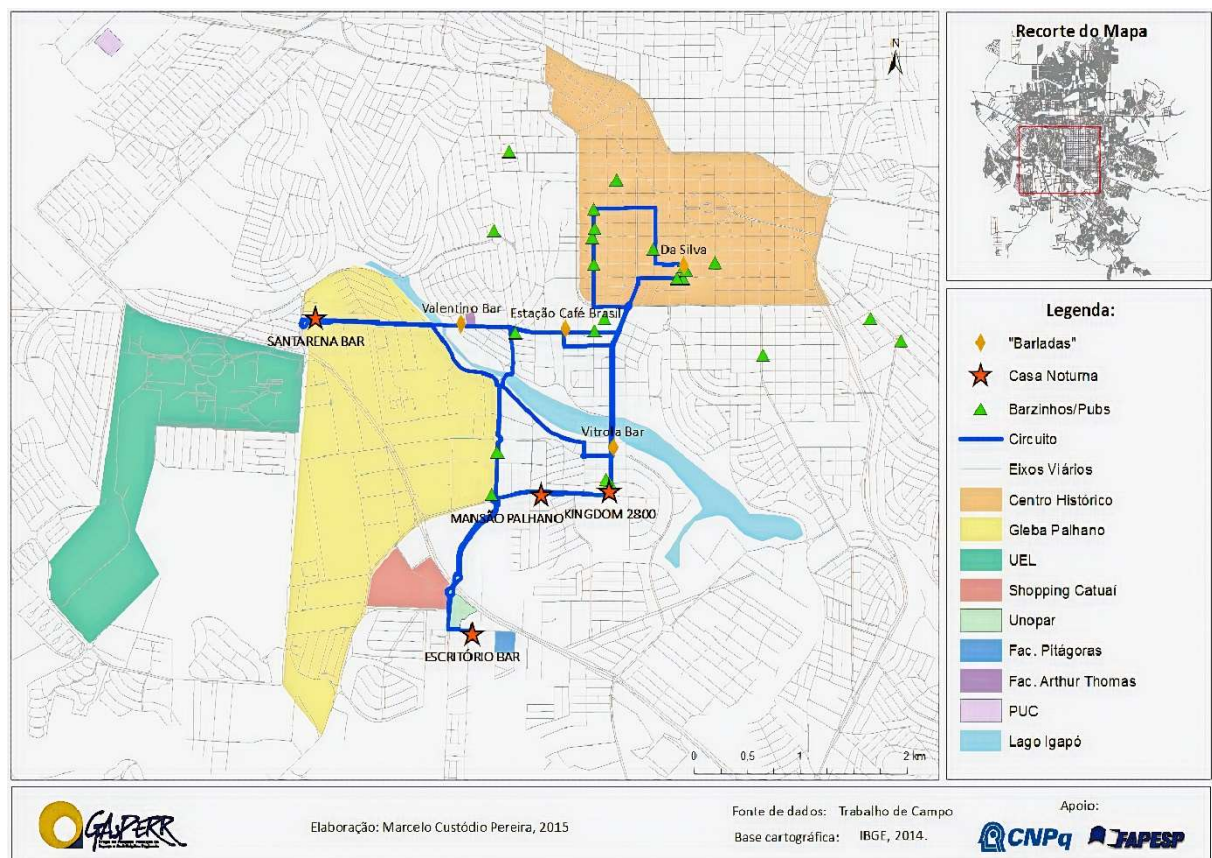 N
Da Silva
Valentino Bar
Estação Café Brasil
SANTARENA BAR
Vitrola Bar
MANSÃO PALHANO
KINGDOM 2800
ESCRITÓRIO BAR
0 0,5 1 2 km
Recorte do Mapa
Legenda:
"Barladas"
Casa Noturna
Barzinhos/Pubs
Circuito
Eixos Viários
Centro Histórico
Gleba Palhano
UEL
Shopping Catuaí
Unopar
Fac. Pitágoras
Fac. Arthur Thomas
PUC
Lago Igapó
GAsPERR
Elaboração: Marcelo Custódio Pereira, 2015
Fonte de dados: Trabalho de Campo
Base cartográfica: IBGE, 2014.
Apoio:
CNPq FAPESP